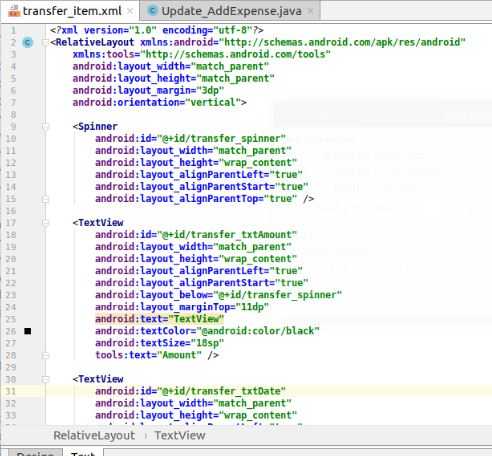 transfer_item.xml × Update_AddExpense.java ×
1 <?xml version="1.0" encoding="utf-8"?>
2 <RelativeLayout xmlns:android="http://schemas.android.com/apk/res/android"
3 xmlns:tools="http://schemas.android.com/tools"
4 android:layout_width="match_parent"
5 android:layout_height="match_parent"
6 android:layout_margin="3dp"
7 android:orientation="vertical">
8
9 <Spinner
10 android:id="@+id/transfer_spinner"
11 android:layout_width="match_parent"
12 android:layout_height="wrap_content"
13 android:layout_alignParentLeft="true"
14 android:layout_alignParentStart="true"
15 android:layout_alignParentTop="true" />
16
17 <TextView
18 android:id="@+id/transfer_txtAmount"
19 android:layout_width="match_parent"
20 android:layout_height="wrap_content"
21 android:layout_alignParentLeft="true"
22 android:layout_alignParentStart="true"
23 android:layout_below="@+id/transfer_spinner"
24 android:layout_marginTop="11dp"
25 android:text="TextView"
26 android:textColor="@android:color/black"
27 android:textSize="18sp"
28 tools:text="Amount" />
29
30 <TextView
31 android:id="@+id/transfer_txtDate"
32 android:layout_width="match_parent"
33 android:layout_height="wrap_content"
RelativeLayout › TextView
Design Text